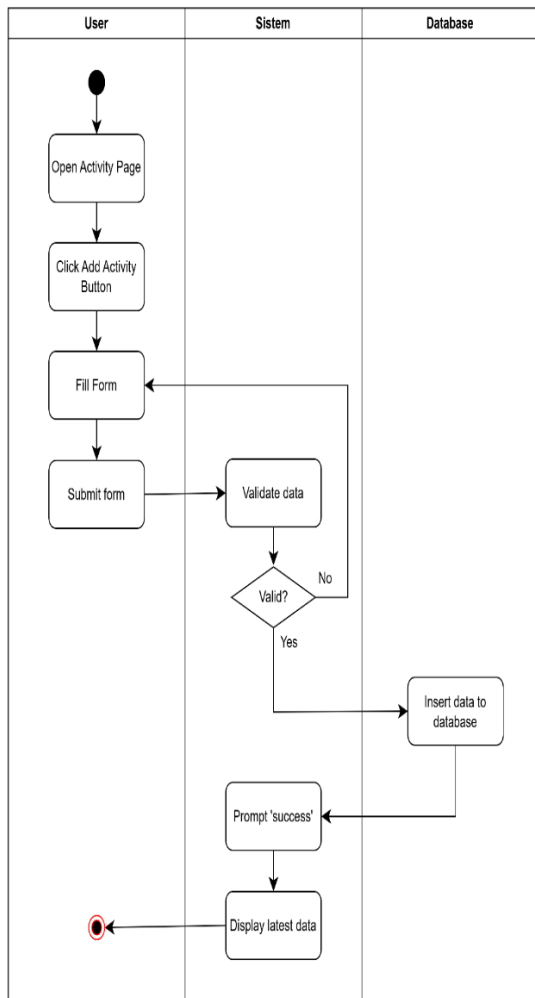 User
Sistem
Database
Open Activity Page
Click Add Activity
Button
Fill Form
Submit form
Validate data
Valid?
No
Yes
Insert data to
database
Prompt 'success'
Display latest data